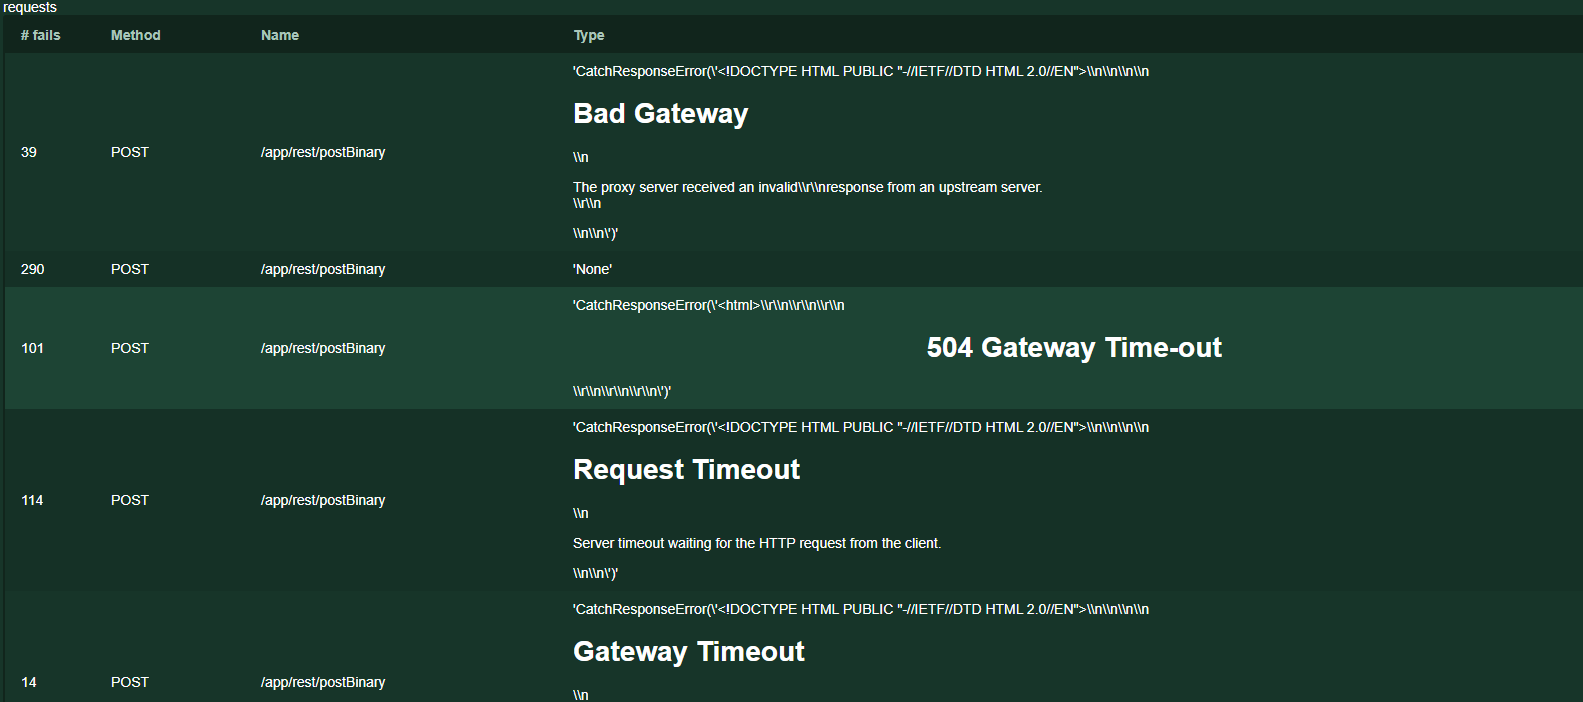 requests
# fails Method Name Type
'CatchResponseError(\'<!DOCTYPE HTML PUBLIC "-//IETF//DTD HTML 2.0//EN">\\n\\n\\n\\n
Bad Gateway
39 POST /app/rest/postBinary
\\n
The proxy server received an invalid\\r\\nresponse from an upstream server.
\\r\\n
\\n\\n\')'
290 POST /app/rest/postBinary 'None'
'CatchResponseError(\'<html>\\r\\n\\r\\n\\r\\n
101 POST /app/rest/postBinary 504 Gateway Time-out
\\r\\n\\r\\n\\r\\n\')'
'CatchResponseError(\'<!DOCTYPE HTML PUBLIC "-//IETF//DTD HTML 2.0//EN">\\n\\n\\n\\n
Request Timeout
114 POST /app/rest/postBinary
\\n
Server timeout waiting for the HTTP request from the client.
\\n\\n\')'
'CatchResponseError(\'<!DOCTYPE HTML PUBLIC "-//IETF//DTD HTML 2.0//EN">\\n\\n\\n\\n
Gateway Timeout
14 POST /app/rest/postBinary
\\n